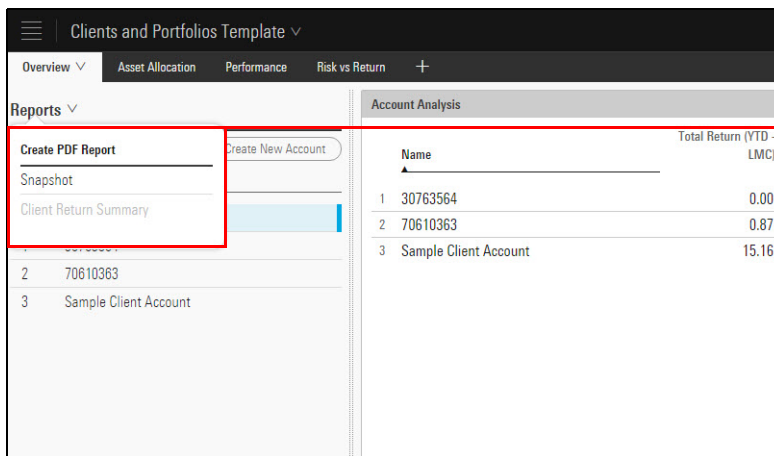 Clients and Portfolios Template
Overview
Asset Allocation
Performance
Risk vs Return
+
Reports
Create PDF Report
Snapshot
Client Return Summary
Create New Account
2 70610363
3 Sample Client Account
Account Analysis
Name
Total Return (YTD -
LMC)
1 30763564 0.00
2 70610363 0.87
3 Sample Client Account 15.16